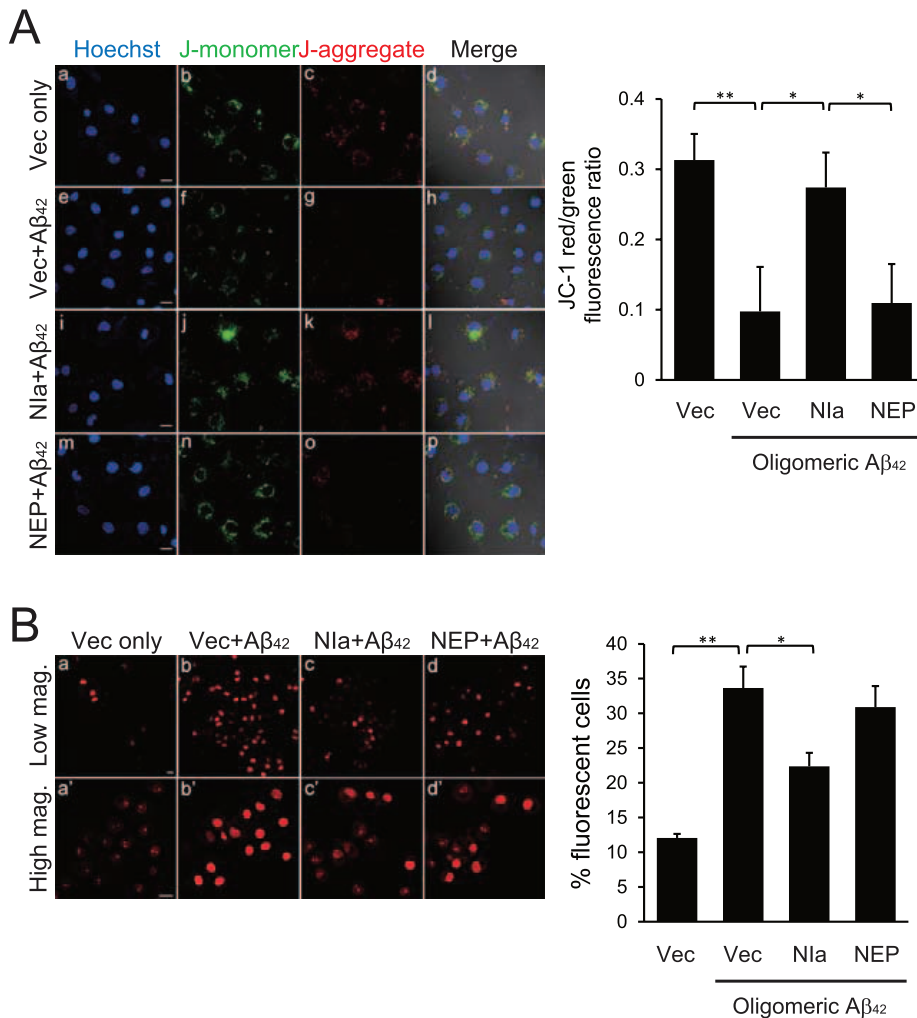 A
Hoechst J-monomer J-aggregate Merge
Vec only
a b c d
Vec+Aβ42
e f g h
NIa+Aβ42
i j k l
NEP+Aβ42
m n o p
JC-1 red/green
fluorescence ratio
0.4
0.3
0.2
0.1
0
** * *
Vec Vec NIa NEP
Oligomeric Aβ42
B
Vec only Vec+Aβ42 NIa+Aβ42 NEP+Aβ42
Low mag.
a b c d
High mag.
a' b' c' d'
% fluorescent cells
40
35
30
25
20
15
10
5
0
** *
Vec Vec NIa NEP
Oligomeric Aβ42